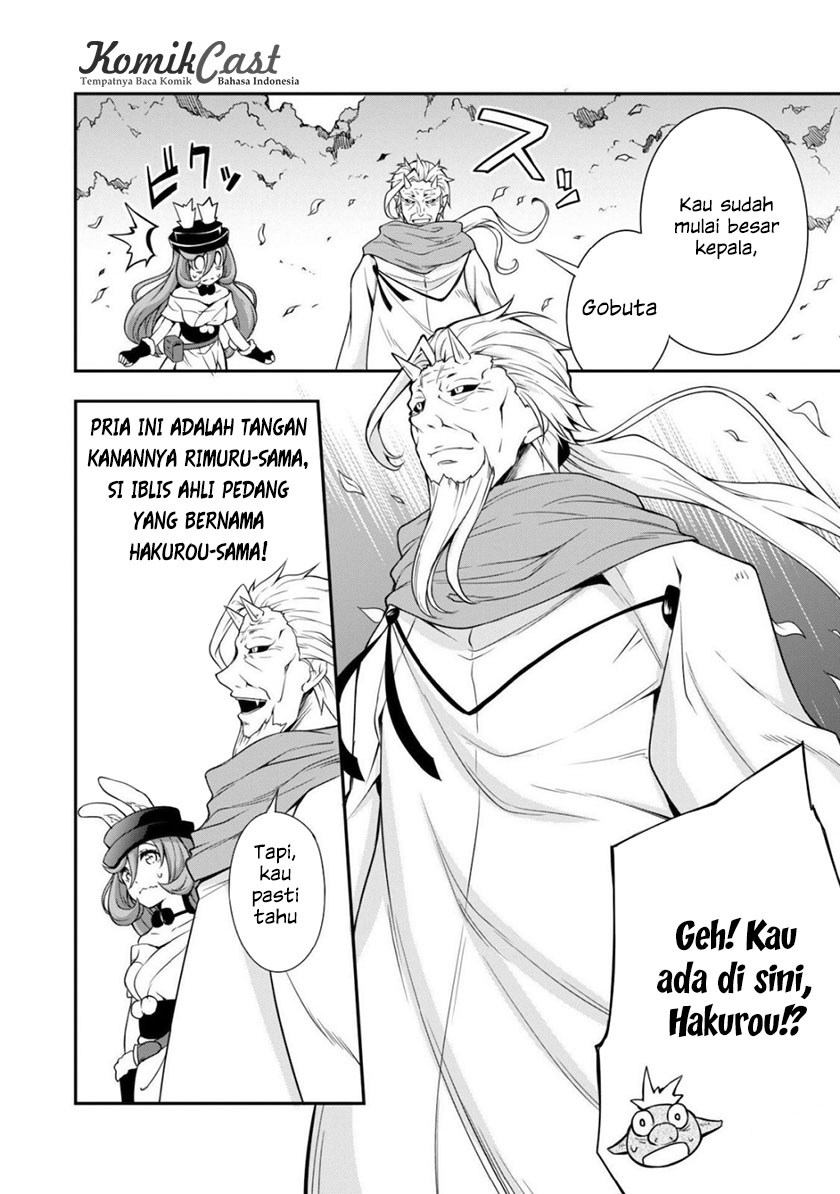 KomikCast
Tempatnya Baca Komik Bahasa Indonesia
ビクッ
スッ
Kau sudah
mulai besar
kepala,
Gobuta
PRIA INI ADALAH TANGAN
KANANNYA RIMURU-SAMA,
SI IBLIS AHLI PEDANG
YANG BERNAMA
HAKUROU-SAMA!
Geh! Kau
ada di sini,
Hakurou!?
Tapi,
kau
pasti
tahu